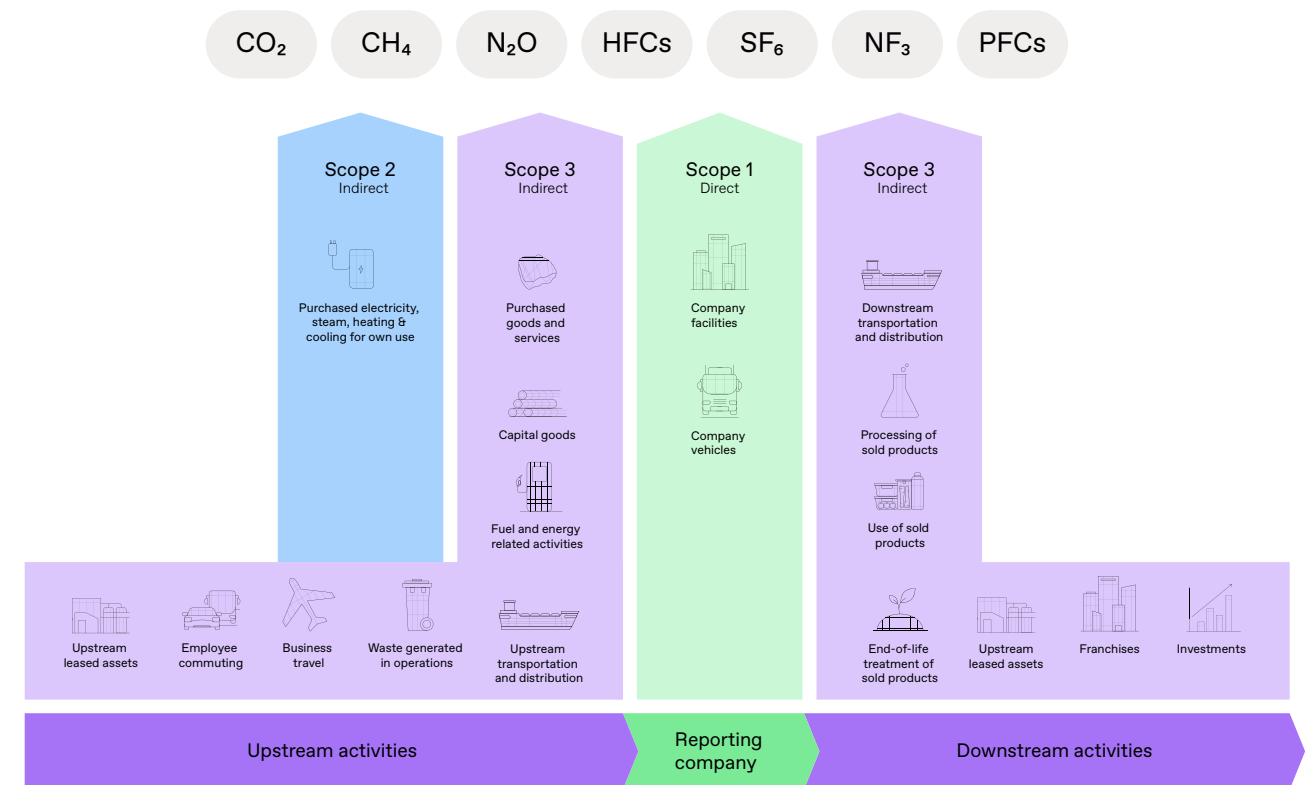 CO₂
CH₄
N₂O
HFCs
SF₆
NF₃
PFCs
Scope 2
Indirect
Purchased electricity,
steam, heating &
cooling for own use
Scope 3
Indirect
Purchased
goods and
services
Capital goods
Fuel and energy
related activities
Scope 1
Direct
Company
facilities
Company
vehicles
Scope 3
Indirect
Downstream
transportation
and distribution
Processing of
sold products
Use of sold
products
Upstream
leased assets
Employee
commuting
Business
travel
Waste generated
in operations
Upstream
transportation
and distribution
End-of-life
treatment of
sold products
Upstream
leased assets
Franchises
Investments
Upstream activities
Reporting
company
Downstream activities